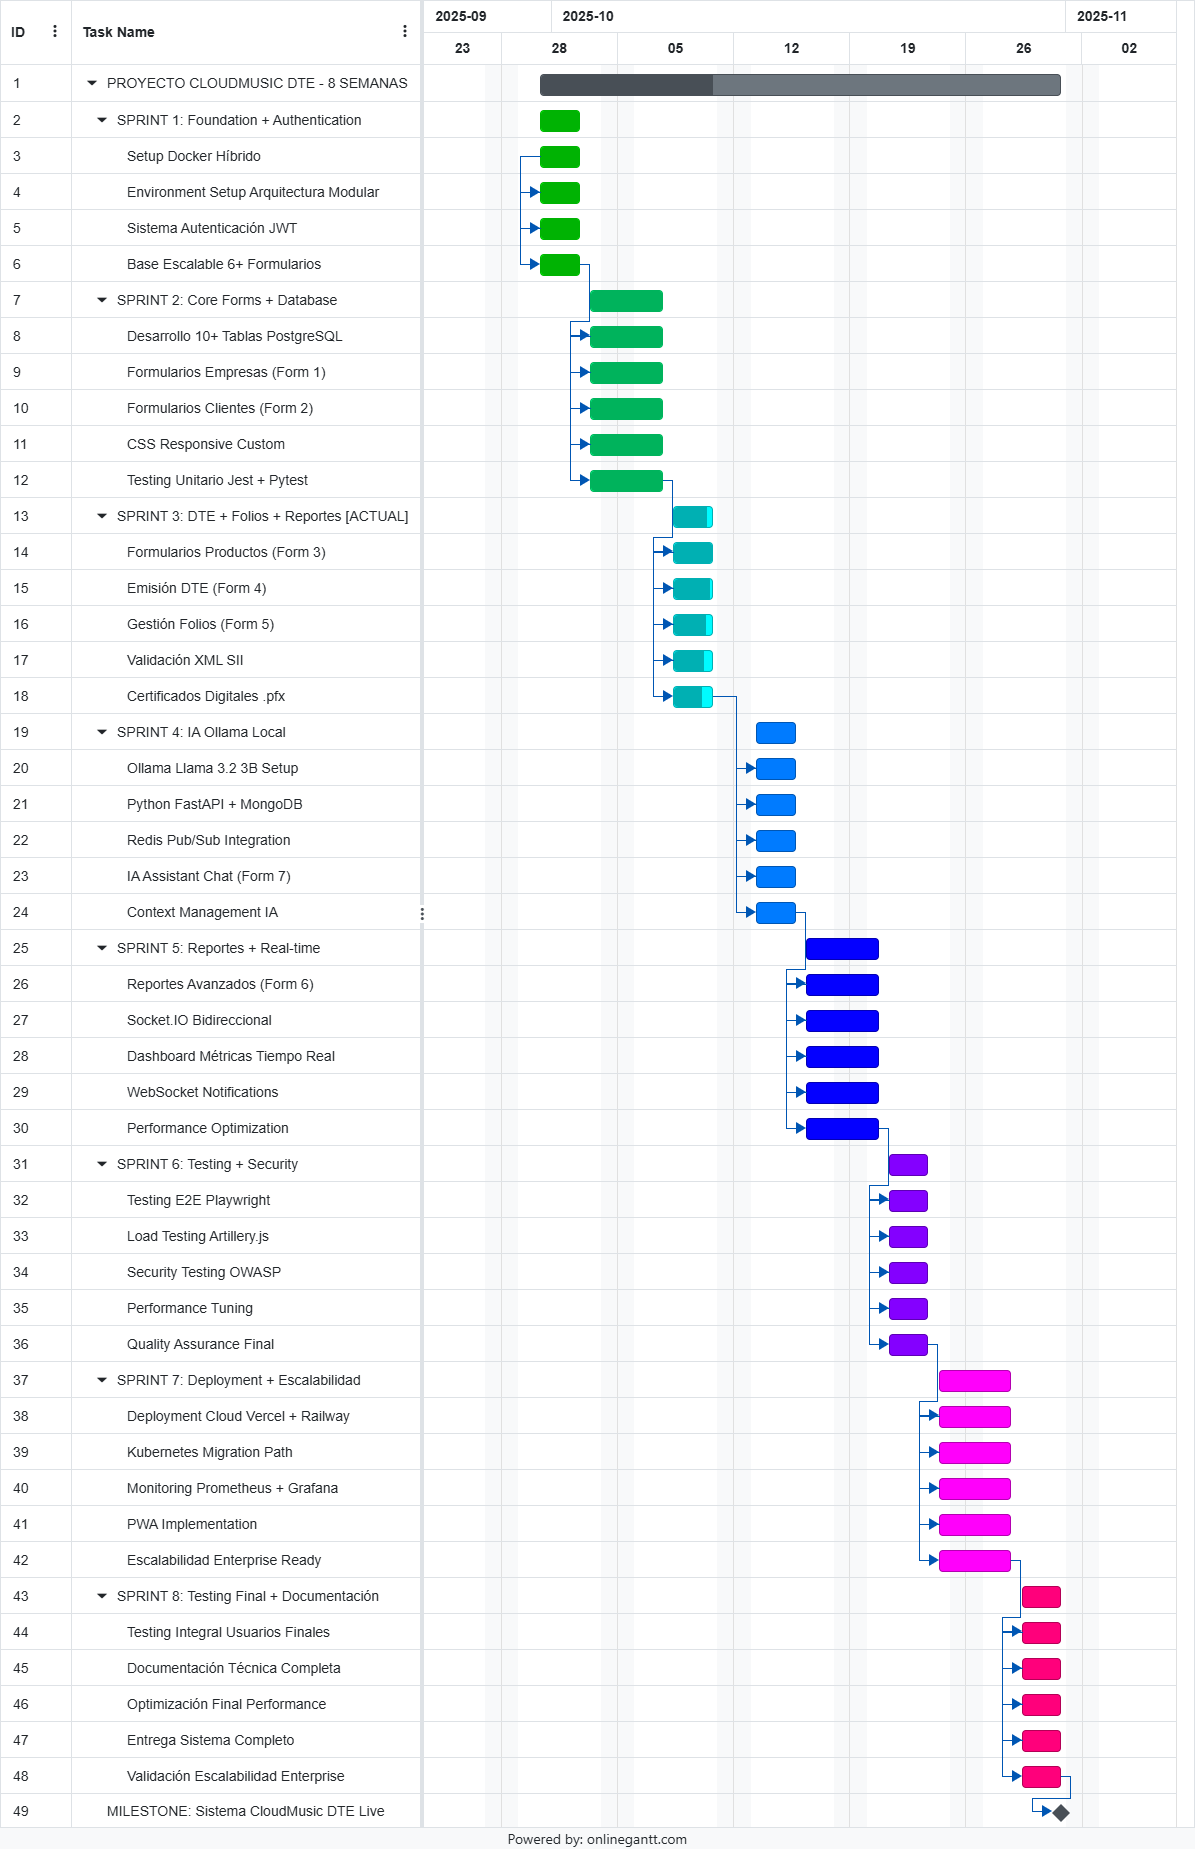 ID Task Name 2025-09 2025-10 2025-11
23 28 05 12 19 26 02
1 PROYECTO CLOUDMUSIC DTE - 8 SEMANAS
2 SPRINT 1: Foundation + Authentication
3 Setup Docker Híbrido
4 Environment Setup Arquitectura Modular
5 Sistema Autenticación JWT
6 Base Escalable 6+ Formularios
7 SPRINT 2: Core Forms + Database
8 Desarrollo 10+ Tablas PostgreSQL
9 Formularios Empresas (Form 1)
10 Formularios Clientes (Form 2)
11 CSS Responsive Custom
12 Testing Unitario Jest + Pytest
13 SPRINT 3: DTE + Folios + Reportes [ACTUAL]
14 Formularios Productos (Form 3)
15 Emisión DTE (Form 4)
16 Gestión Folios (Form 5)
17 Validación XML SII
18 Certificados Digitales .pfx
19 SPRINT 4: IA Ollama Local
20 Ollama Llama 3.2 3B Setup
21 Python FastAPI + MongoDB
22 Redis Pub/Sub Integration
23 IA Assistant Chat (Form 7)
24 Context Management IA
25 SPRINT 5: Reportes + Real-time
26 Reportes Avanzados (Form 6)
27 Socket.IO Bidireccional
28 Dashboard Métricas Tiempo Real
29 WebSocket Notifications
30 Performance Optimization
31 SPRINT 6: Testing + Security
32 Testing E2E Playwright
33 Load Testing Artillery.js
34 Security Testing OWASP
35 Performance Tuning
36 Quality Assurance Final
37 SPRINT 7: Deployment + Escalabilidad
38 Deployment Cloud Vercel + Railway
39 Kubernetes Migration Path
40 Monitoring Prometheus + Grafana
41 PWA Implementation
42 Escalabilidad Enterprise Ready
43 SPRINT 8: Testing Final + Documentación
44 Testing Integral Usuarios Finales
45 Documentación Técnica Completa
46 Optimización Final Performance
47 Entrega Sistema Completo
48 Validación Escalabilidad Enterprise
49 MILESTONE: Sistema CloudMusic DTE Live
Powered by: onlinegantt.com